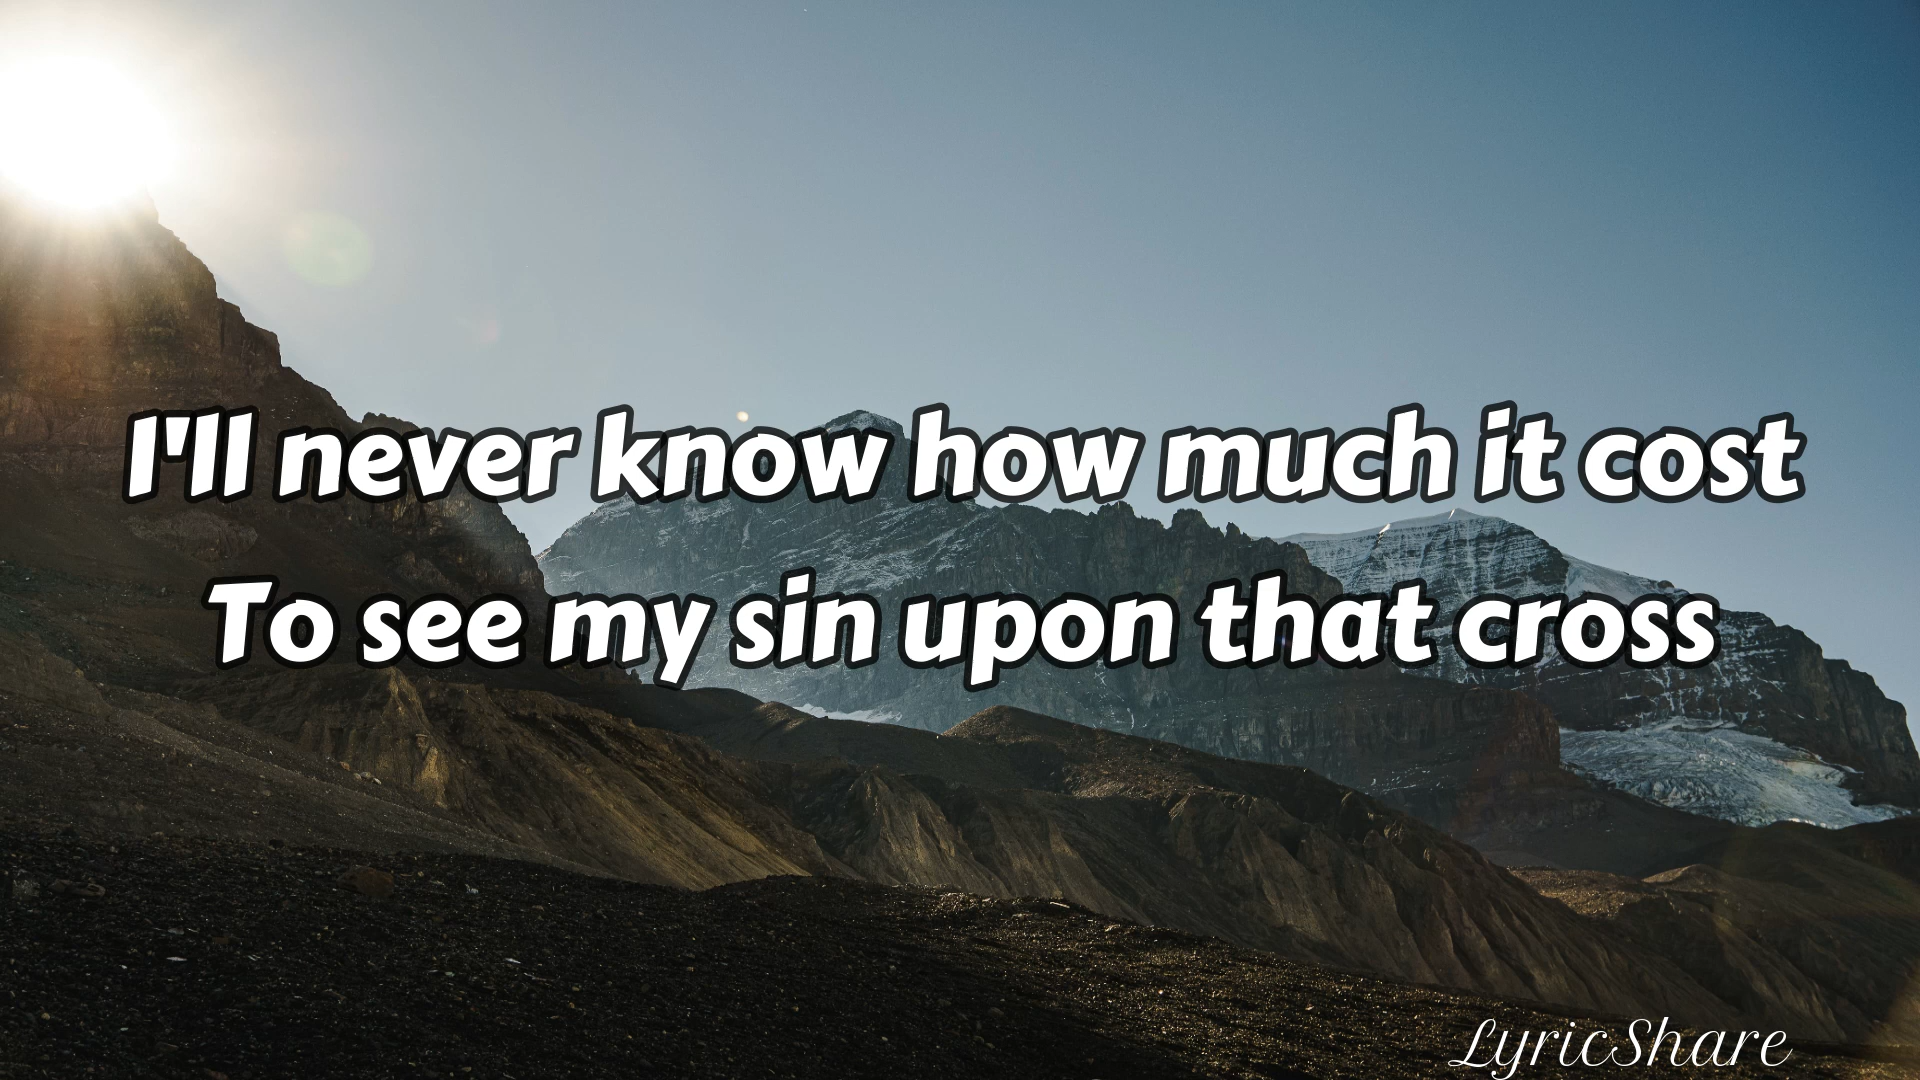 I'll never know how much it cost
To see my sin upon that cross
LyricShare